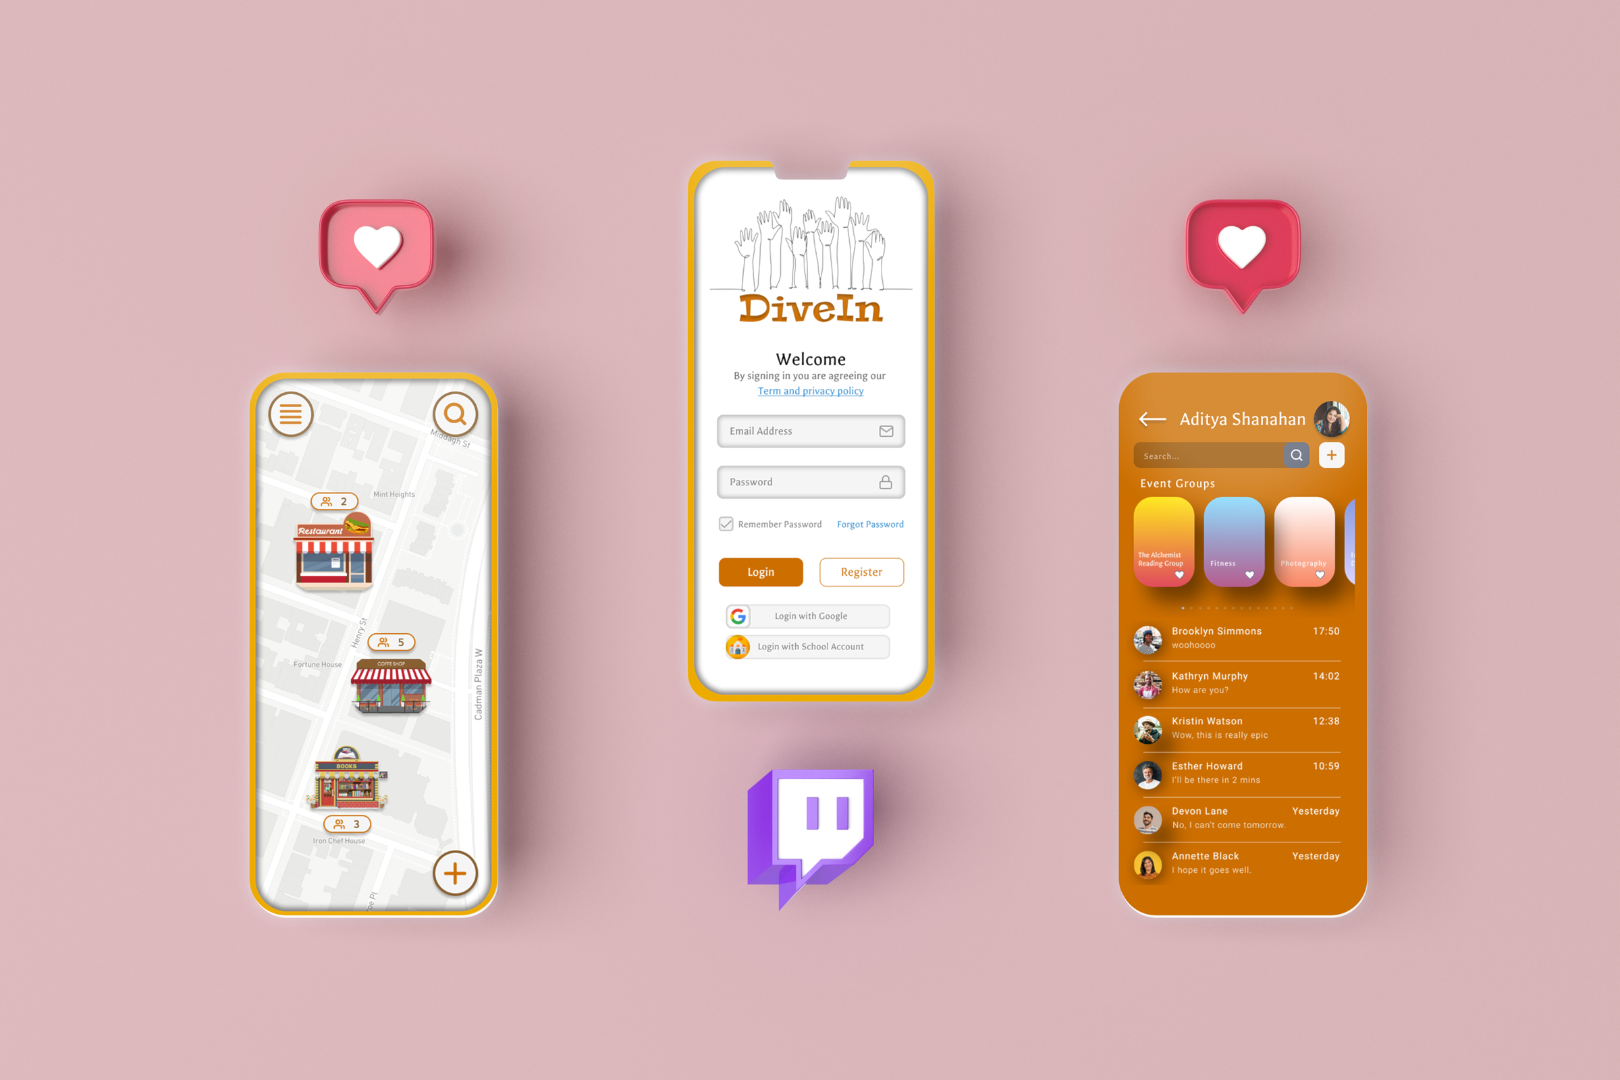 Middagh St
2
Mint Heights
Restaurant
Henry St
5
Fortune House
COFFE SHOP
Cadman Plaza W
BOOKS
3
Iron Chef House
DiveIn
Welcome
By signing in you are agreeing our
Term and privacy policy
Email Address
Password
Remember Password
Forgot Password
Login
Register
G
Login with Google
Login with School Account
Aditya Shanahan
Search...
Event Groups
The Alchemist
Reading Group
Fitness
Photography
Brooklyn Simmons 17:50
woohoooo
Kathryn Murphy 14:02
How are you?
Kristin Watson 12:38
Wow, this is really epic
Esther Howard 10:59
I'll be there in 2 mins
Devon Lane Yesterday
No, I can't come tomorrow.
Annette Black Yesterday
I hope it goes well.